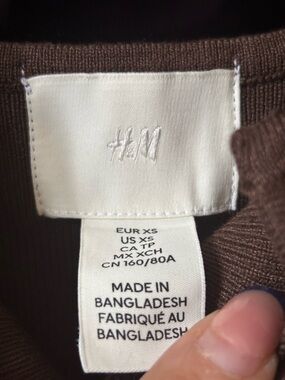 H&M
EUR XS
US XS
CA TP
MX XCH
CN 160/80A
MADE IN
BANGLADESH
FABRIQUÉ AU
BANGLADESH